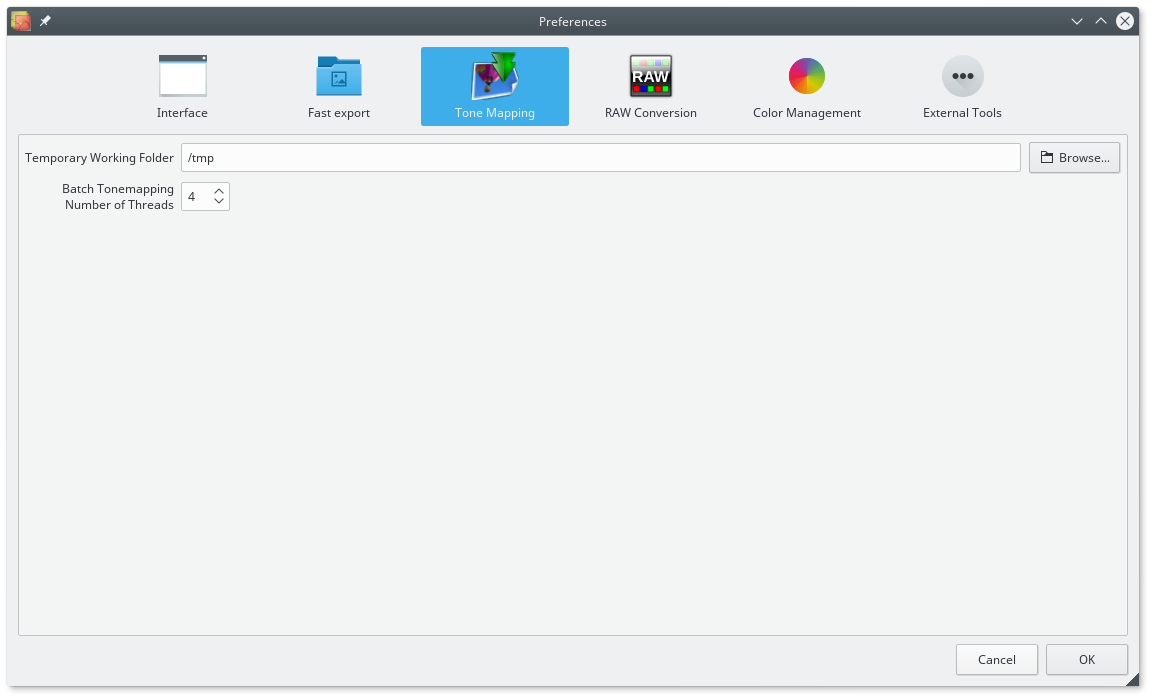 Preferences
Interface
Fast export
Tone Mapping
RAW
RAW Conversion
Color Management
External Tools
Temporary Working Folder
/tmp
Browse...
Batch Tonemapping
Number of Threads
4
Cancel
OK